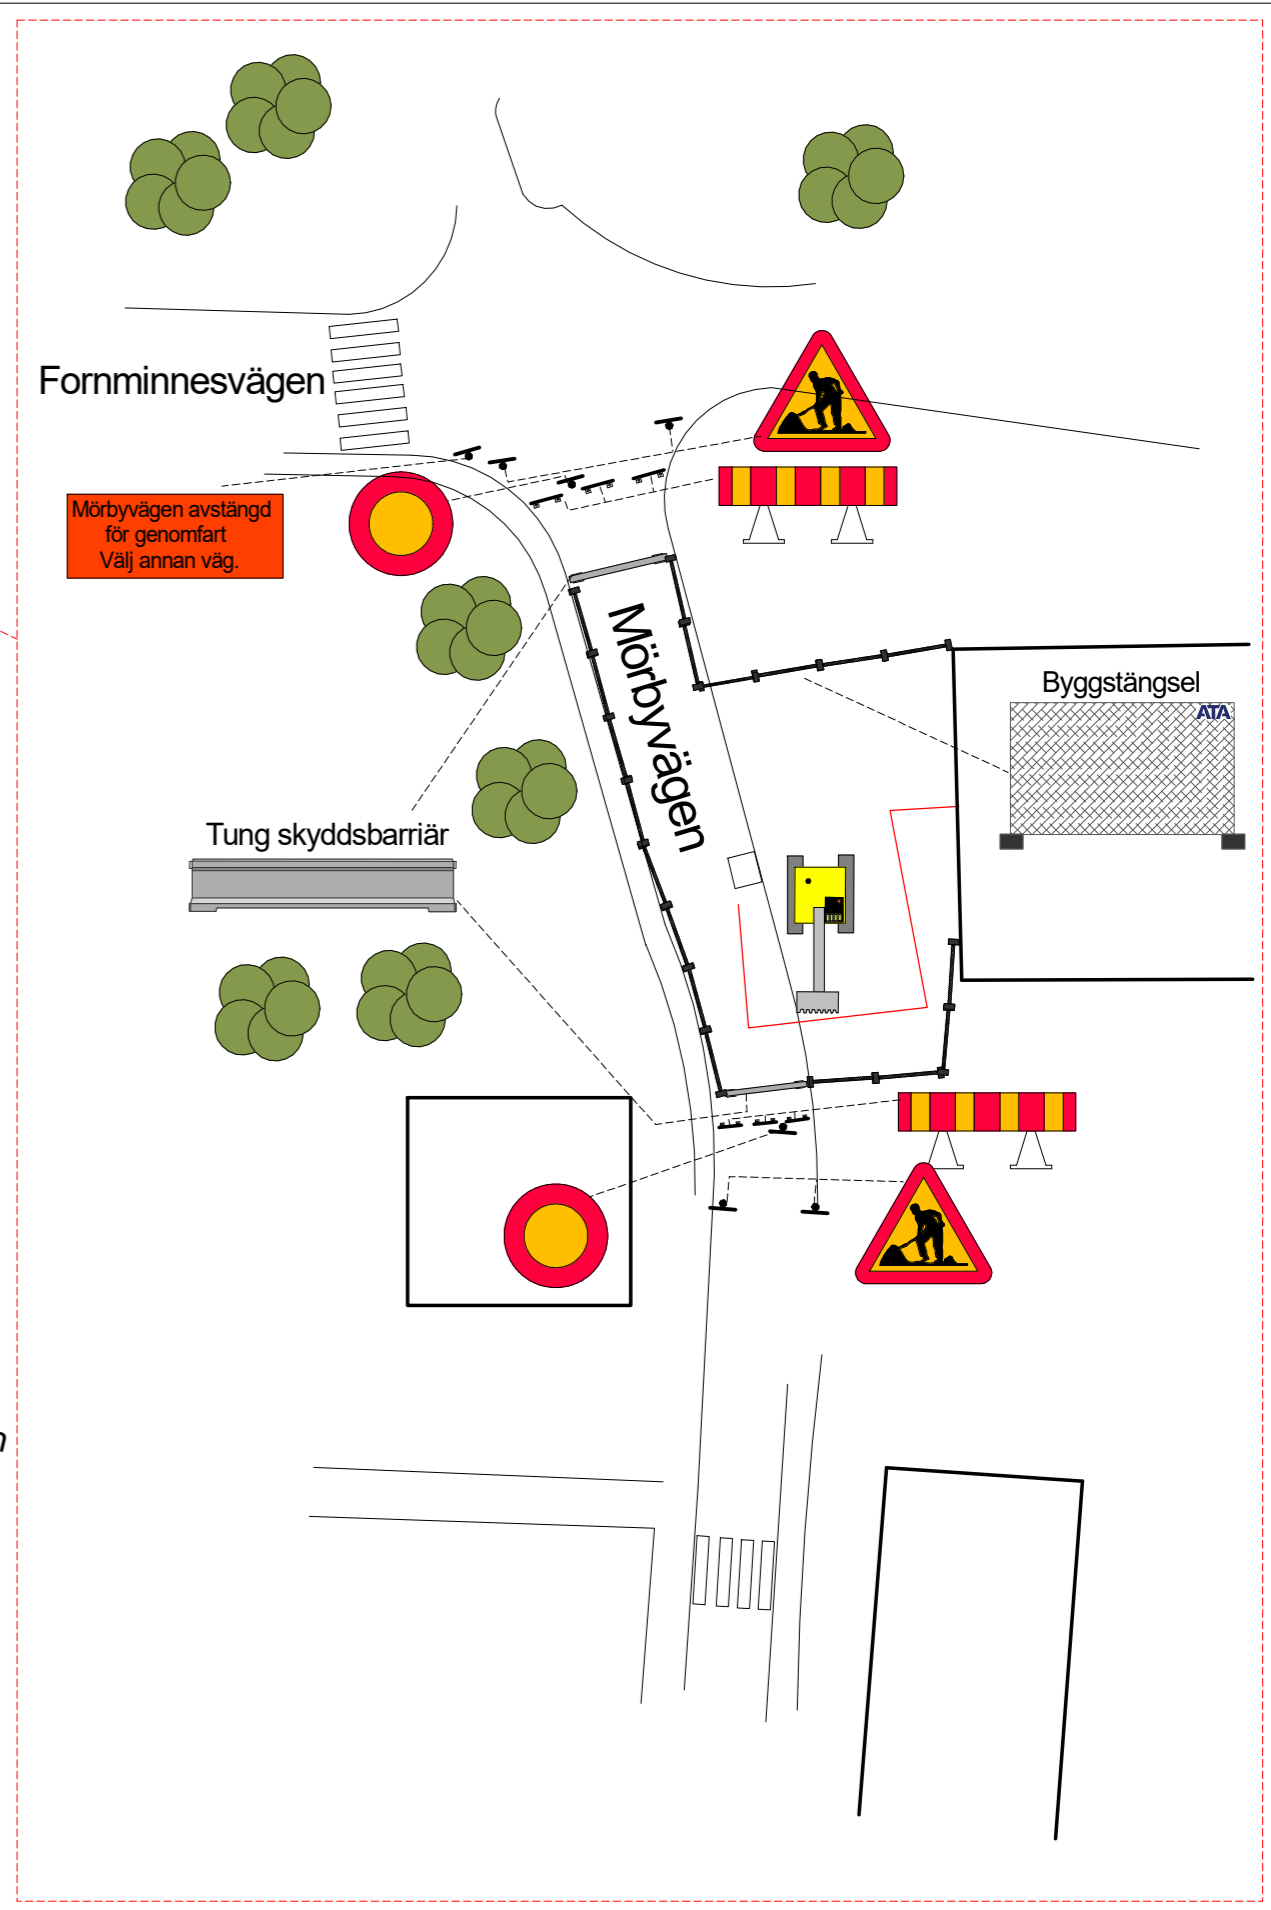 Fornminnesvägen
Mörbyvägen avstängd
för genomfart
Välj annan väg.
Mörbyvägen
Byggstängsel
ATA
Tung skyddsbarriär